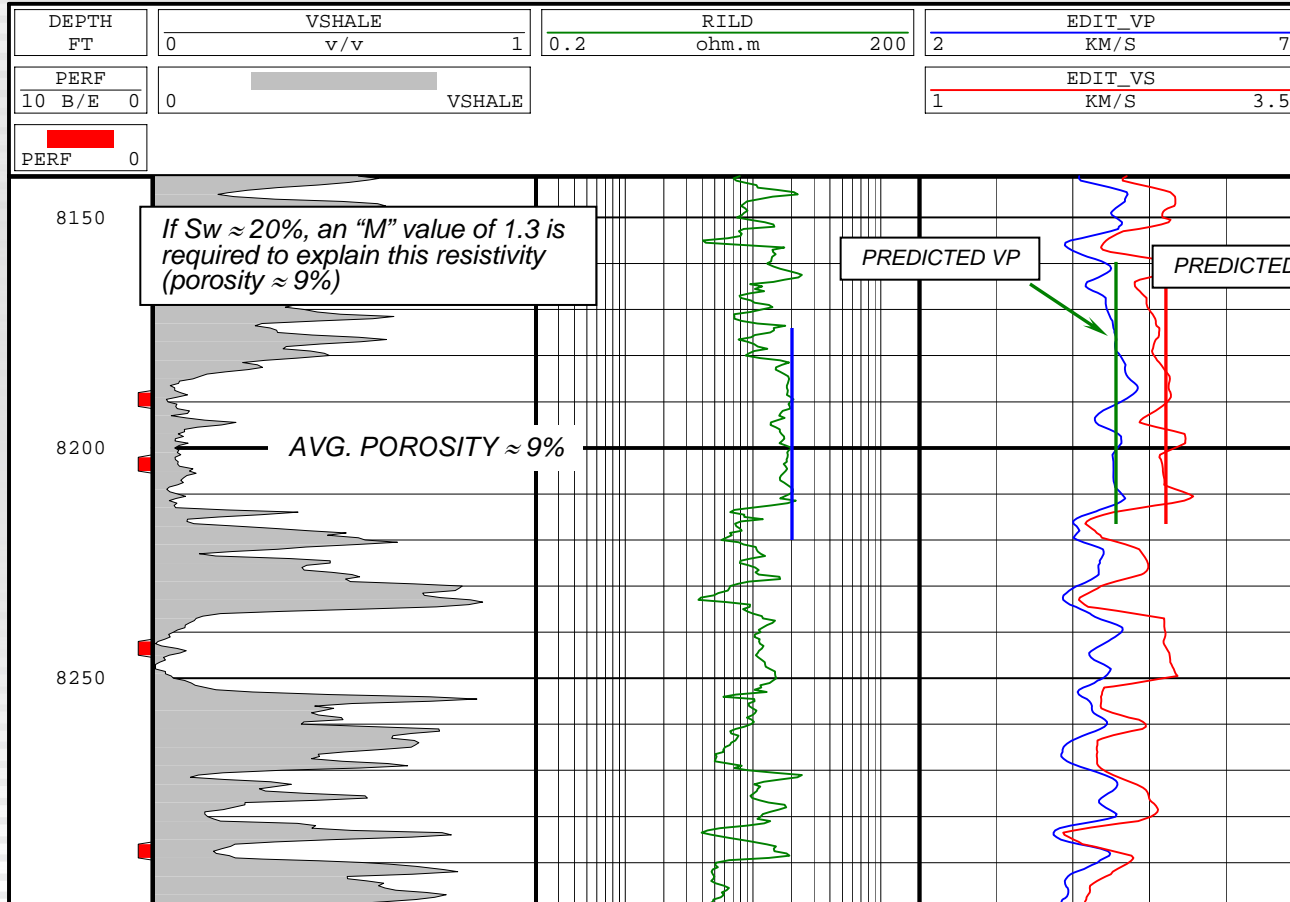 DEPTH
FT
VSHALE
0 v/v 1
RILD
0.2 ohm.m 200
EDIT_VP
2 KM/S 7
PERF
10 B/E 0
0 VSHALE
EDIT_VS
1 KM/S 3.5
PERF 0
8150
If Sw ≈ 20%, an “M” value of 1.3 is
required to explain this resistivity
(porosity ≈ 9%)
PREDICTED VP
PREDICTED
8200
AVG. POROSITY ≈ 9%
8250